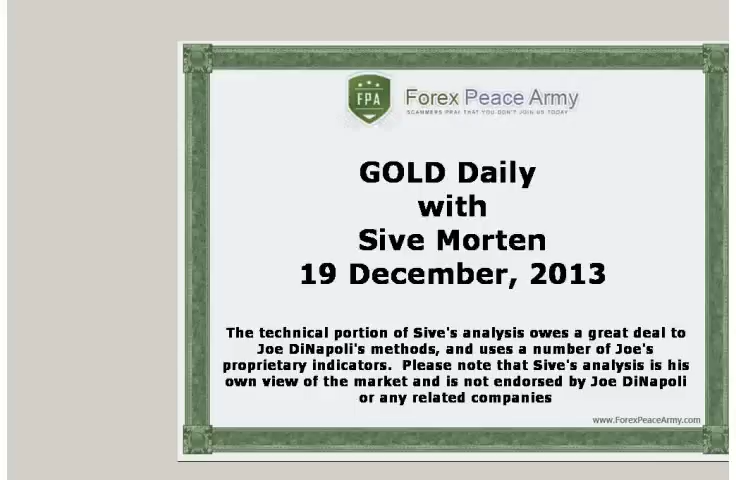 FPA
Forex Peace Army
SCAMMERS PRAY THAT YOU DON'T JOIN US TODAY
GOLD Daily
with
Sive Morten
19 December, 2013
The technical portion of Sive's analysis owes a great deal to
Joe DiNapoli's methods, and uses a number of Joe's
proprietary indicators. Please note that Sive's analysis is his
own view of the market and is not endorsed by Joe DiNapoli
or any related companies
www.ForexPeaceArmy.com